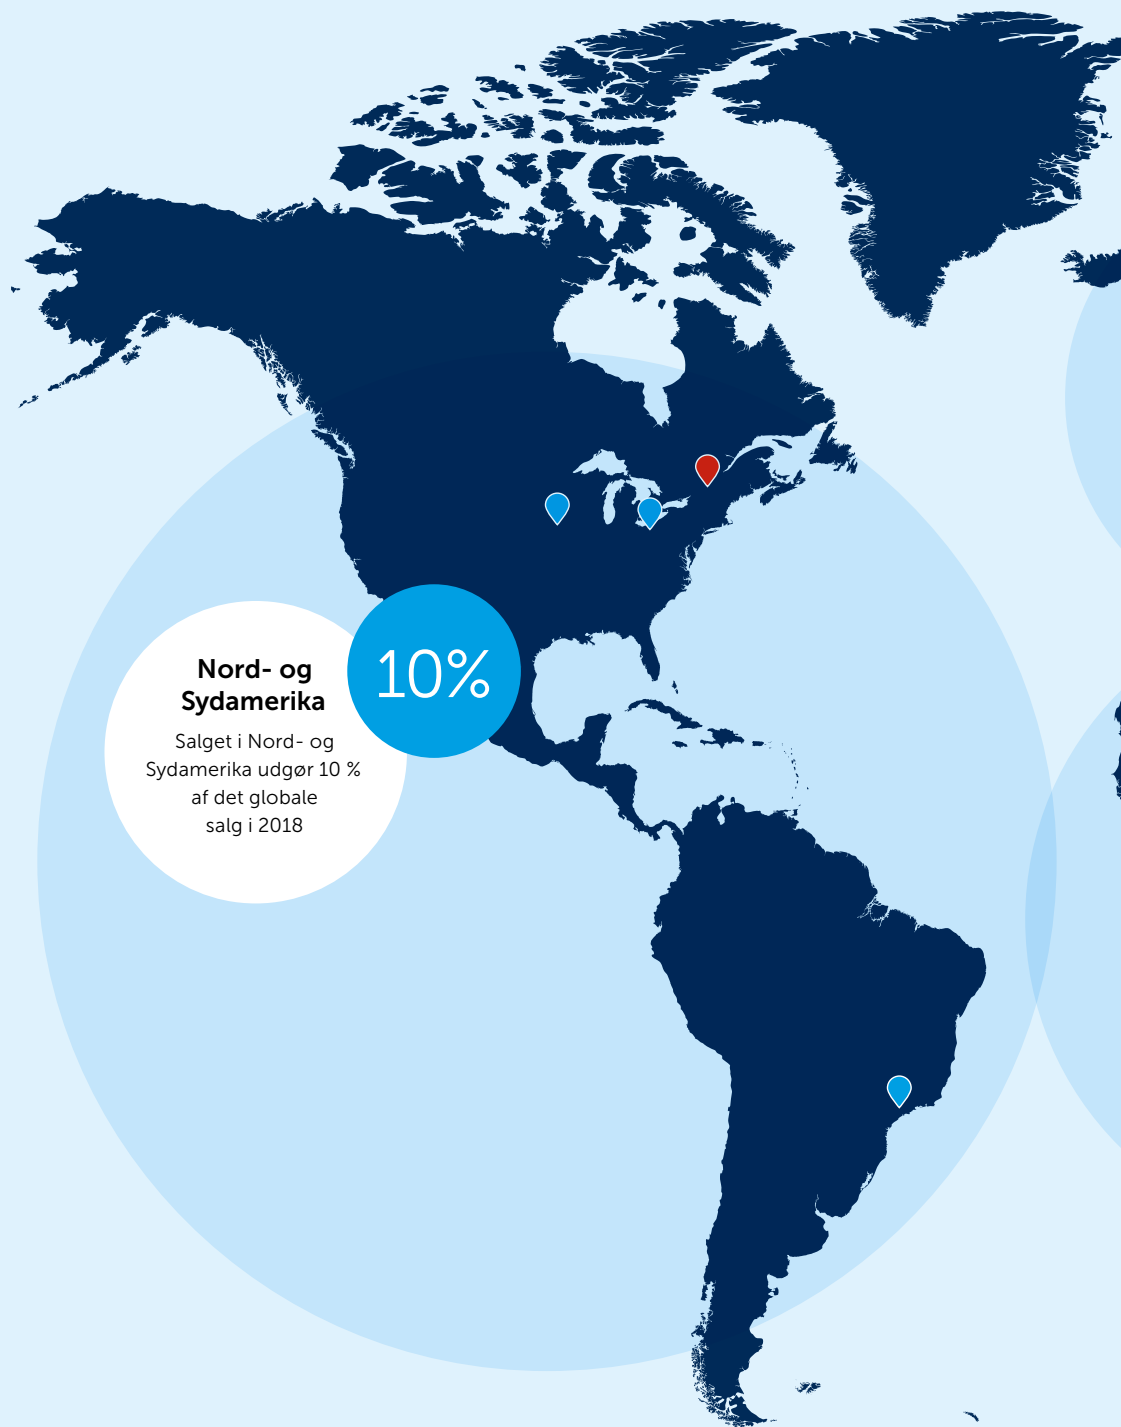 Nord- og
Sydamerika
10%
Salget i Nord- og
Sydamerika udgør 10 %
af det globale
salg i 2018